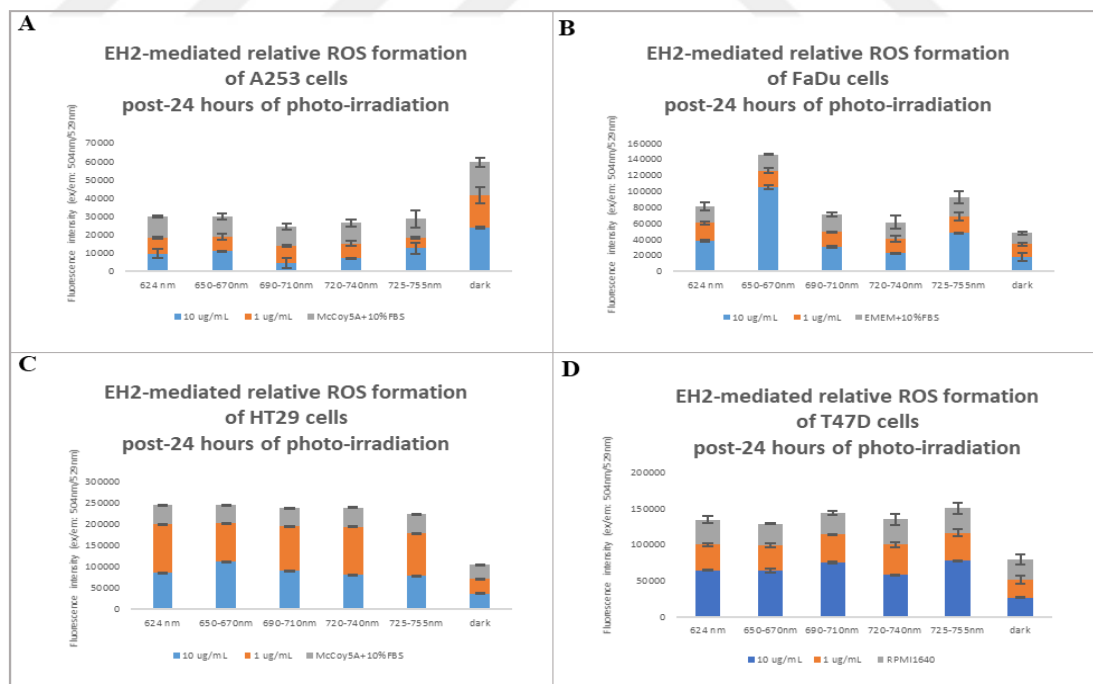 A
EH2-mediated relative ROS formation
of A253 cells
post-24 hours of photo-irradiation
Fluorescence intensity (ex/em: 504nm/529nm)
70000
60000
50000
40000
30000
20000
10000
0
624 nm 650-670nm 690-710nm 720-740nm 725-755nm dark
10 ug/mL 1 ug/mL McCoy5A+10%FBS
B
EH2-mediated relative ROS formation
of FaDu cells
post-24 hours of photo-irradiation
Fluorescence intensity (ex/em: 504nm/529nm)
160000
140000
120000
100000
80000
60000
40000
20000
0
624 nm 650-670nm 690-710nm 720-740nm 725-755nm dark
10 ug/mL 1 ug/mL EMEM+10%FBS
C
EH2-mediated relative ROS formation
of HT29 cells
post-24 hours of photo-irradiation
Fluorescence intensity (ex/em: 504nm/529nm)
300000
250000
200000
150000
100000
50000
0
624 nm 650-670nm 690-710nm 720-740nm 725-755nm dark
10 ug/mL 1 ug/mL McCoy5A+10%FBS
D
EH2-mediated relative ROS formation
of T47D cells
post-24 hours of photo-irradiation
Fluorescence intensity (ex/em: 504nm/529nm)
200000
150000
100000
50000
0
624 nm 650-670nm 690-710nm 720-740nm 725-755nm dark
10 ug/mL 1 ug/mL RPMI1640